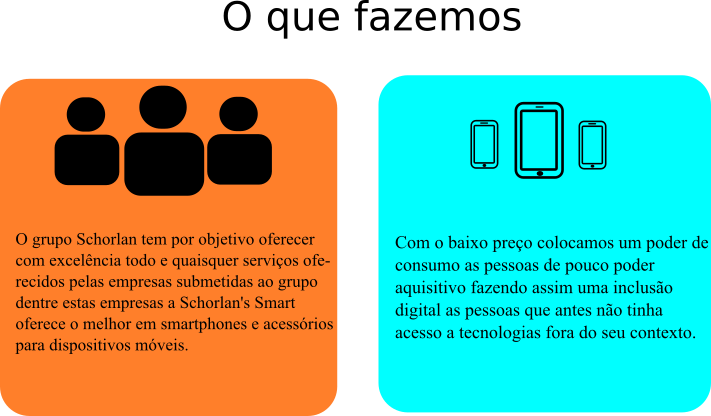 O que fazemos
O grupo Schorlan tem por objetivo oferecer
com excelência todo e quaisquer serviços ofe-
recidos pelas empresas submetidas ao grupo
dentre estas empresas a Schorlan's Smart
oferece o melhor em smartphones e acessórios
para dispositivos móveis.
Com o baixo preço colocamos um poder de
consumo as pessoas de pouco poder
aquisitivo fazendo assim uma inclusão
digital as pessoas que antes não tinha
acesso a tecnologias fora do seu contexto.